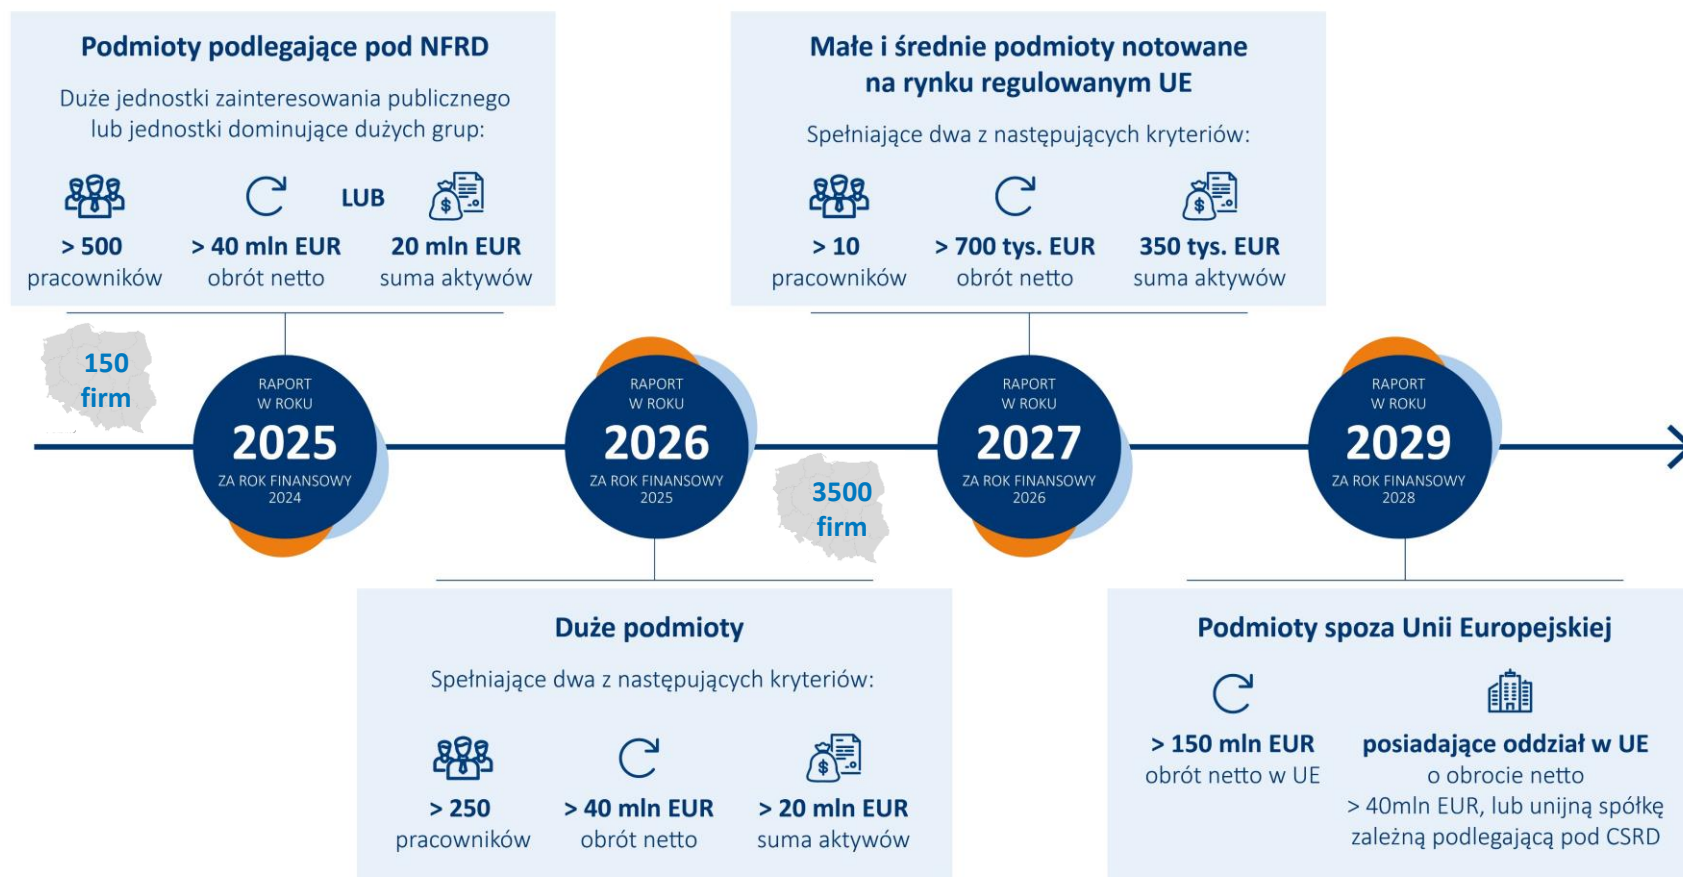 Podmioty podlegające pod NFRD
Duże jednostki zainteresowania publicznego
lub jednostki dominujące dużych grup:
LUB
> 500
pracowników
> 40 mln EUR
obrót netto
20 mln EUR
suma aktywów
Małe i średnie podmioty notowane
na rynku regulowanym UE
Spełniające dwa z następujących kryteriów:
> 10
pracowników
> 700 tys. EUR
obrót netto
350 tys. EUR
suma aktywów
150
firm
RAPORT
W ROKU
2025
ZA ROK FINANSOWY
2024
RAPORT
W ROKU
2026
ZA ROK FINANSOWY
2025
3500
firm
RAPORT
W ROKU
2027
ZA ROK FINANSOWY
2026
RAPORT
W ROKU
2029
ZA ROK FINANSOWY
2028
Duże podmioty
Spełniające dwa z następujących kryteriów:
> 250
pracowników
> 40 mln EUR
obrót netto
> 20 mln EUR
suma aktywów
Podmioty spoza Unii Europejskiej
> 150 mln EUR
obrót netto w UE
posiadające oddział w UE
o obrocie netto
> 40mln EUR, lub unijną spółkę
zależną podlegającą pod CSRD